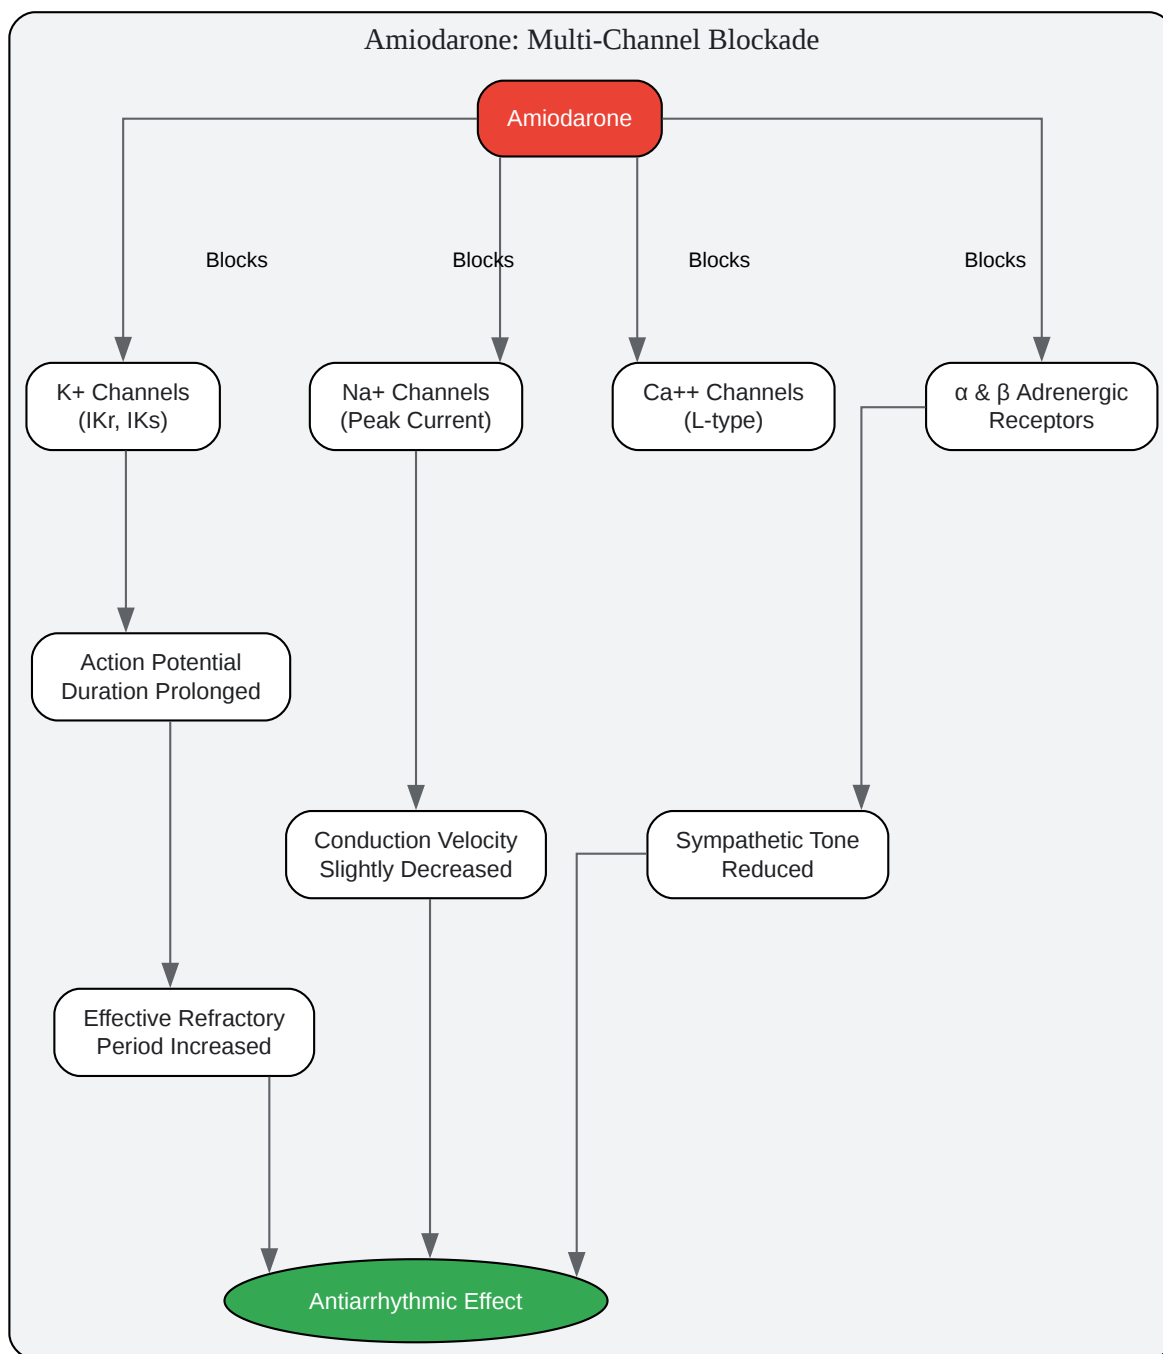 Amiodarone: Multi-Channel Blockade
Amiodarone
Blocks
Blocks
Blocks
Blocks
K+ Channels
(IKr, IKs)
Na+ Channels
(Peak Current)
Ca++ Channels
(L-type)
α & β Adrenergic
Receptors
Action Potential
Duration Prolonged
Conduction Velocity
Slightly Decreased
Sympathetic Tone
Reduced
Effective Refractory
Period Increased
Antiarrhythmic Effect